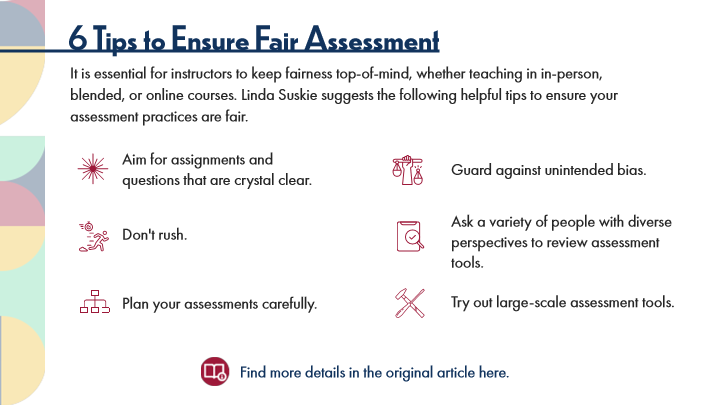 6 Tips to Ensure Fair Assessment
It is essential for instructors to keep fairness top-of-mind, whether teaching in in-person,
blended, or online courses. Linda Suskie suggests the following helpful tips to ensure your
assessment practices are fair.
Aim for assignments and
questions that are crystal clear.
Don't rush.
Plan your assessments carefully.
Guard against unintended bias.
Ask a variety of people with diverse
perspectives to review assessment
tools.
Try out large-scale assessment tools.
Find more details in the original article here.